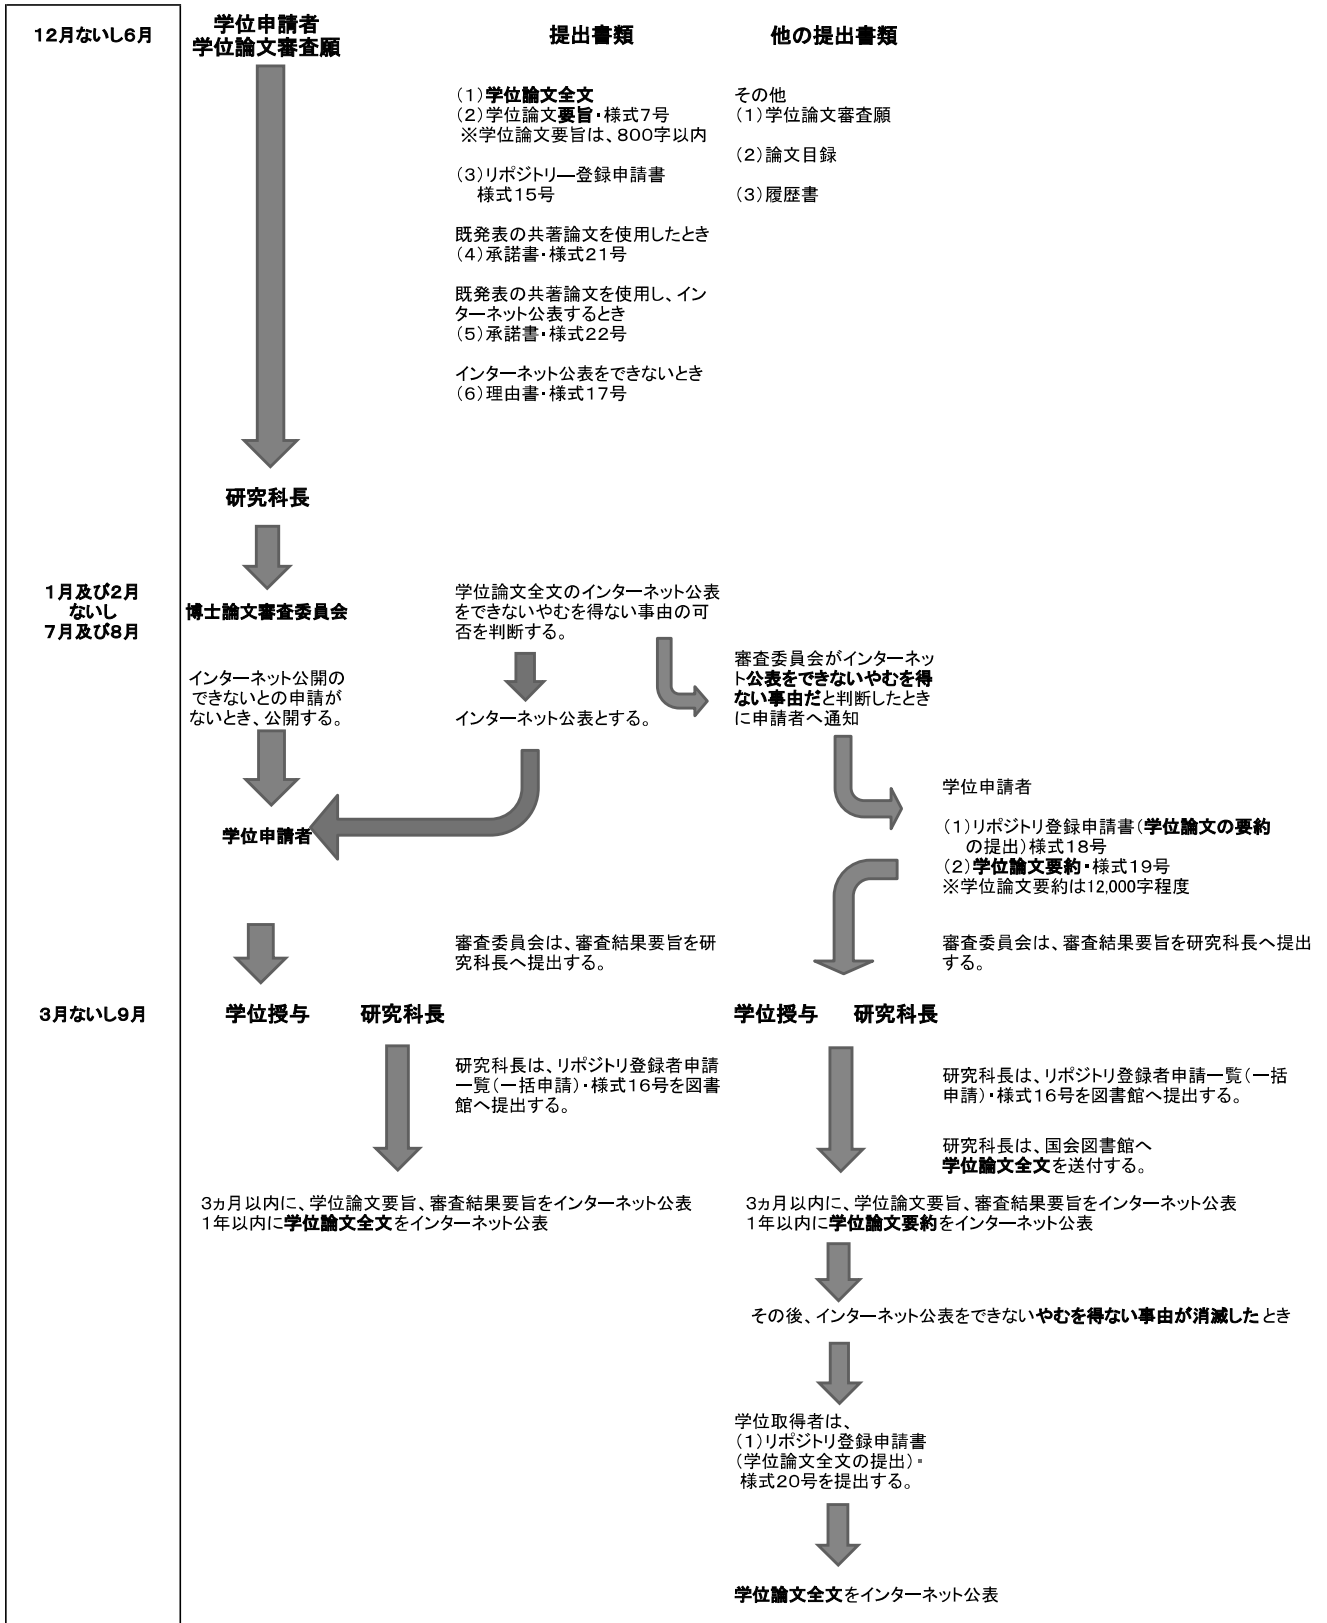 12月ないし6月
学位申請者
学位論文審査願
提出書類
他の提出書類
(1)学位論文全文
(2)学位論文要旨・様式7号
※学位論文要旨は、800字以内
(3)リポジトリ―登録申請書
様式15号
既発表の共著論文を使用したとき
(4)承諾書・様式21号
既発表の共著論文を使用し、イン
ターネット公表するとき
(5)承諾書・様式22号
インターネット公表をできないとき
(6)理由書・様式17号
その他
(1)学位論文審査願
(2)論文目録
(3)履歴書
研究科長
1月及び2月
ないし
7月及び8月
博士論文審査委員会
学位論文全文のインターネット公表
をできないやむを得ない事由の可
否を判断する。
インターネット公開の
できないとの申請が
ないとき、公開する。
インターネット公表とする。
審査委員会がインターネッ
ト公表をできないやむを得
ない事由だと判断したとき
に申請者へ通知
学位申請者
学位申請者
(1)リポジトリ登録申請書(学位論文の要約
の提出)様式18号
(2)学位論文要約・様式19号
※学位論文要約は12,000字程度
審査委員会は、審査結果要旨を研
究科長へ提出する。
審査委員会は、審査結果要旨を研究科長へ提出
する。
3月ないし9月
学位授与
研究科長
学位授与
研究科長
研究科長は、リポジトリ登録者申請
一覧(一括申請)・様式16号を図書
館へ提出する。
研究科長は、リポジトリ登録者申請一覧(一括
申請)・様式16号を図書館へ提出する。
研究科長は、国会図書館へ
学位論文全文を送付する。
3ヵ月以内に、学位論文要旨、審査結果要旨をインターネット公表
1年以内に学位論文全文をインターネット公表
3ヵ月以内に、学位論文要旨、審査結果要旨をインターネット公表
1年以内に学位論文要約をインターネット公表
その後、インターネット公表をできないやむを得ない事由が消滅したとき
学位取得者は、
(1)リポジトリ登録申請書
(学位論文全文の提出)・
様式20号を提出する。
学位論文全文をインターネット公表